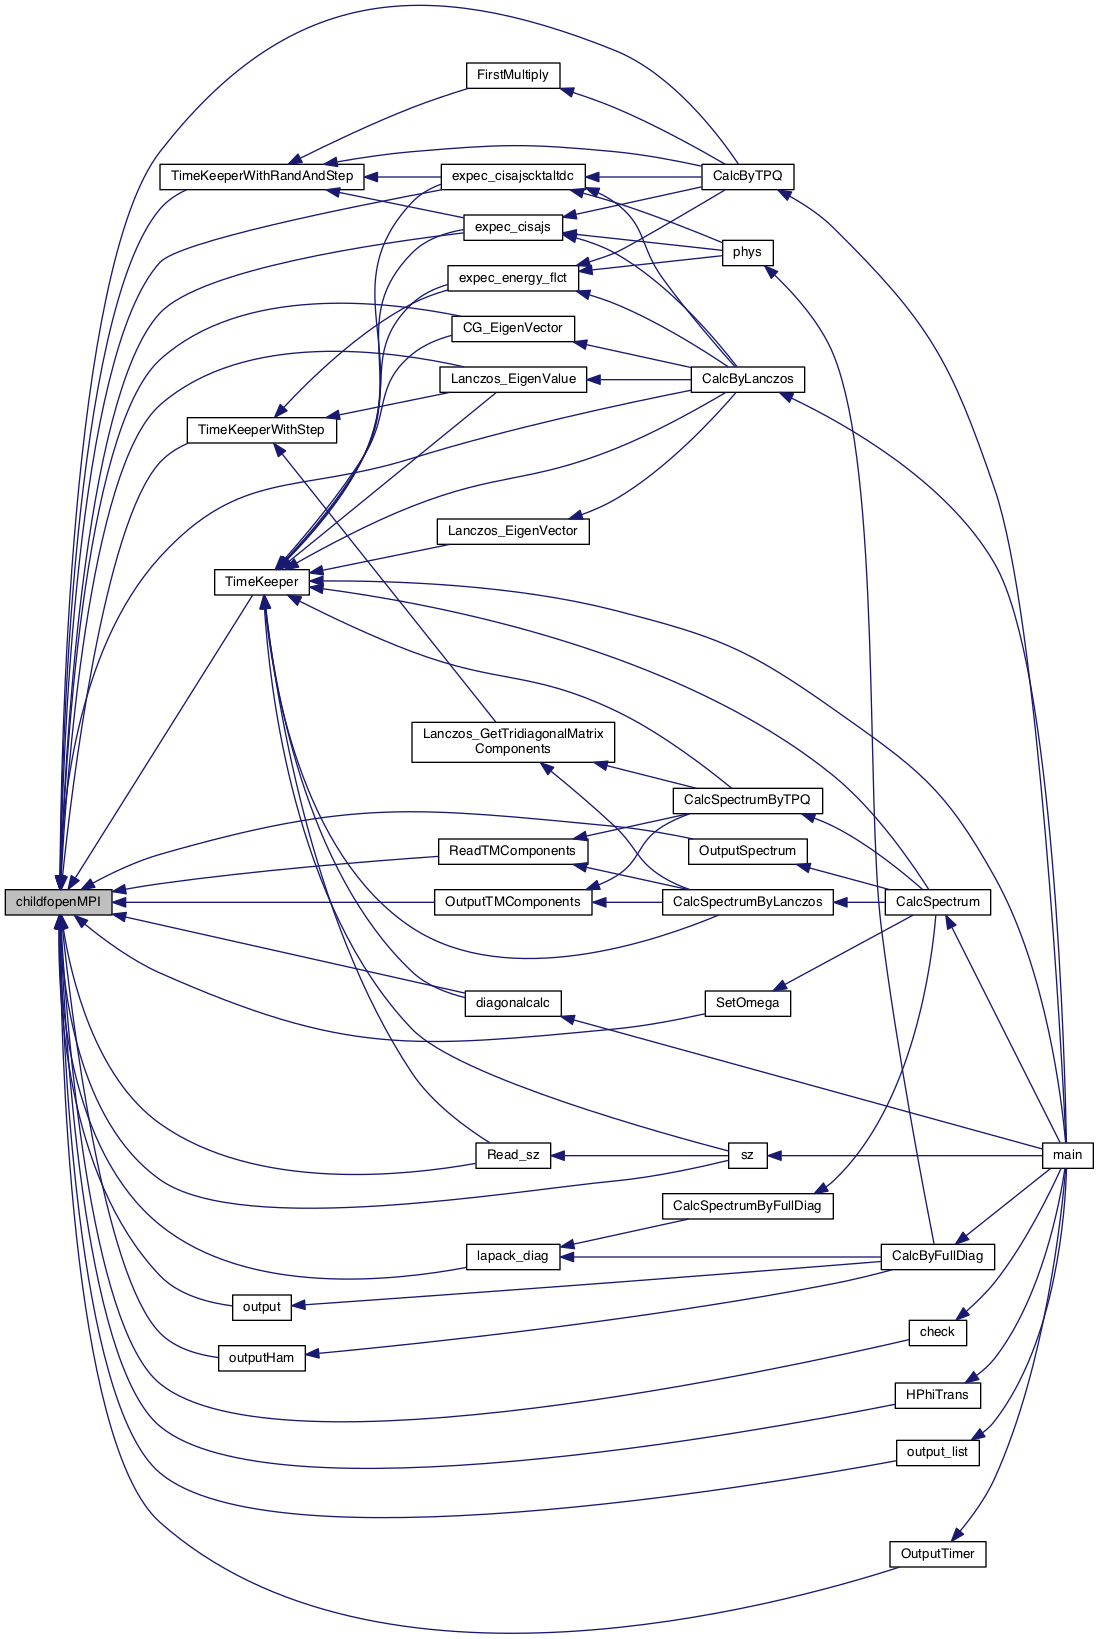 FirstMultiply
TimeKeeperWithRandAndStep
expec_cisajscktaltdc
CalcByTPQ
expec_cisajs
phys
expec_energy_flct
CG_EigenVector
Lanczos_EigenValue
CalcByLanczos
TimeKeeperWithStep
Lanczos_EigenVector
TimeKeeper
Lanczos_GetTridiagonalMatrix
Components
CalcSpectrumByTPQ
ReadTMComponents
OutputSpectrum
childfopenMPI
OutputTMComponents
CalcSpectrumByLanczos
CalcSpectrum
diagonalcalc
SetOmega
Read_sz
sz
main
CalcSpectrumByFullDiag
lapack_diag
CalcByFullDiag
output
check
outputHam
HPhiTrans
output_list
OutputTimer